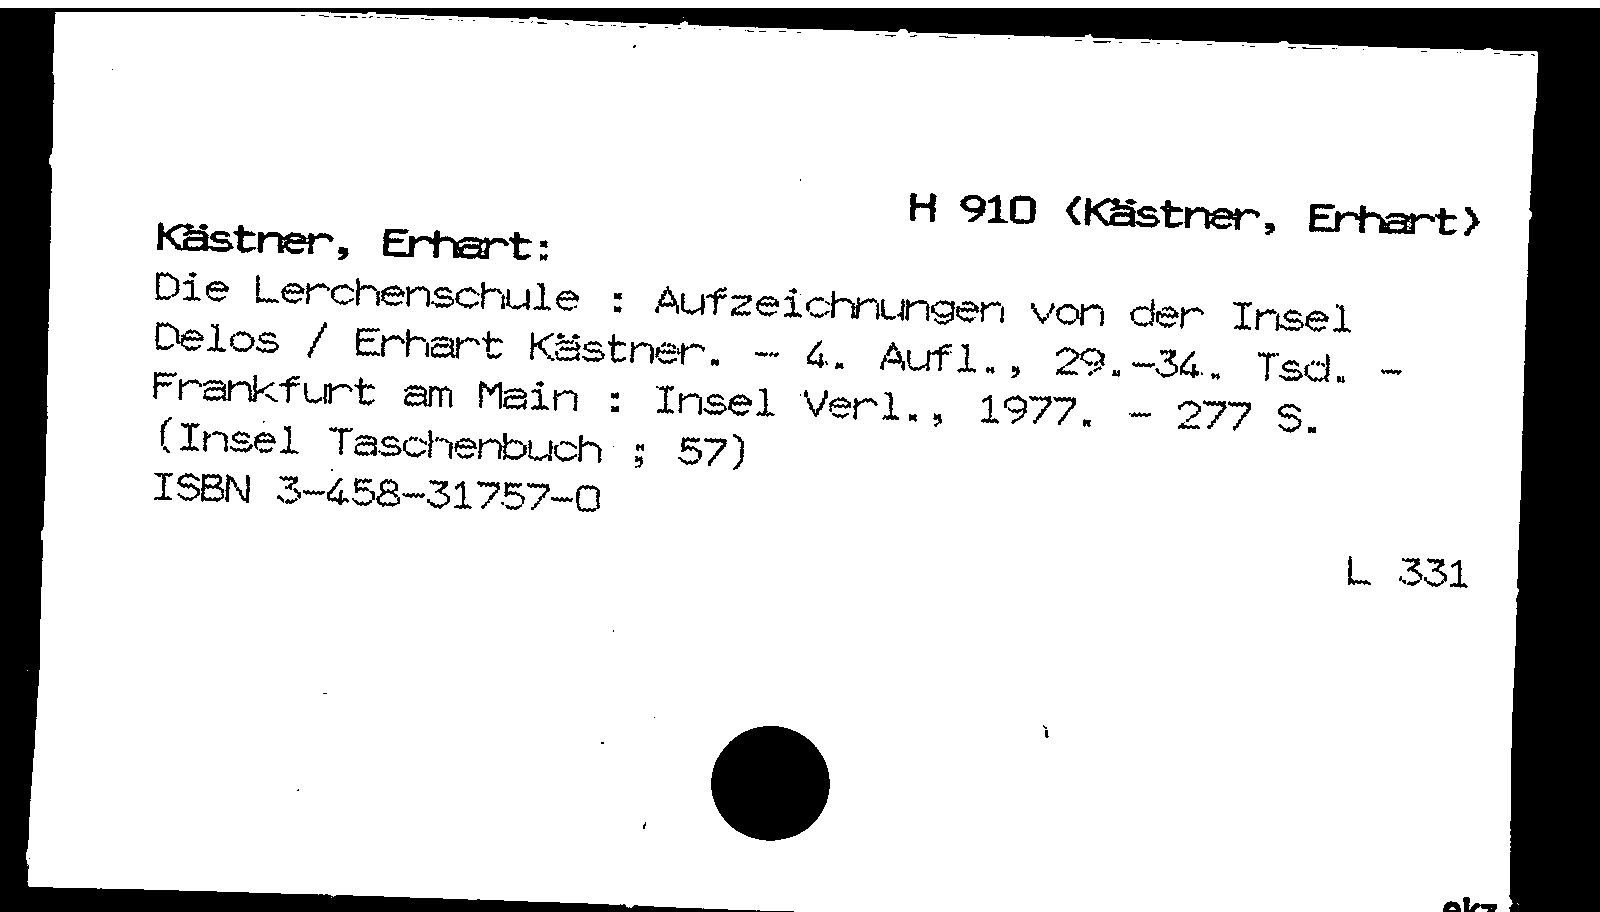 H 910 (Kästner, Erhart)
Kästner, Erhart:
Die Lerchenschule : Aufzeichnungen von der Insel
Delos / Erhart Kästner. - 4. Aufl., 29.-34. Tsd. -
Frankfurt am Main : Insel Verl., 1977. - 277 S.
(Insel Taschenbuch ; 57)
ISBN 3-458-31757-0
L 331
ekz